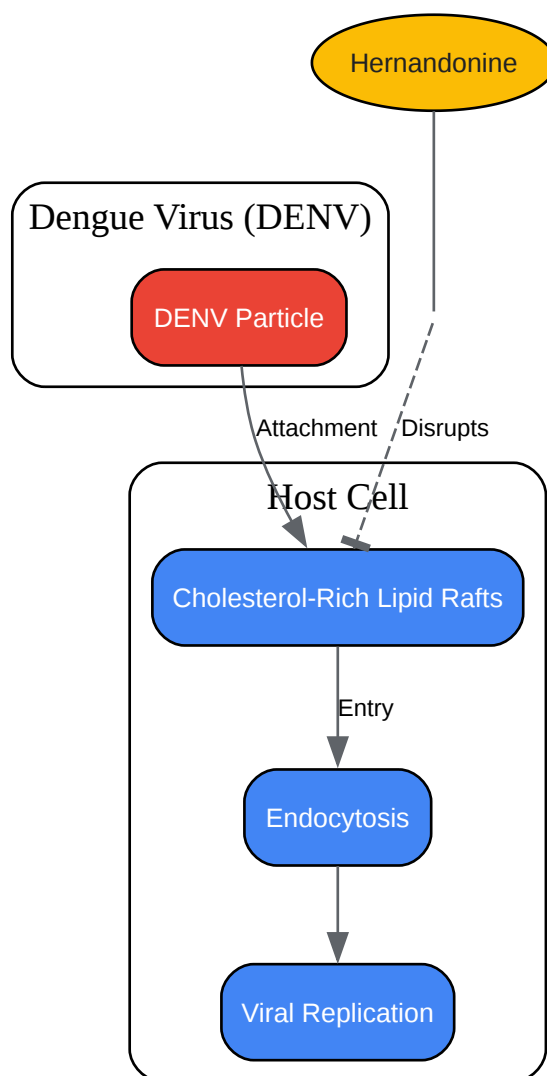 Hernandonine
Dengue Virus (DENV)
DENV Particle
Attachment
Disrupts
Host Cell
Cholesterol-Rich Lipid Rafts
Entry
Endocytosis
Viral Replication